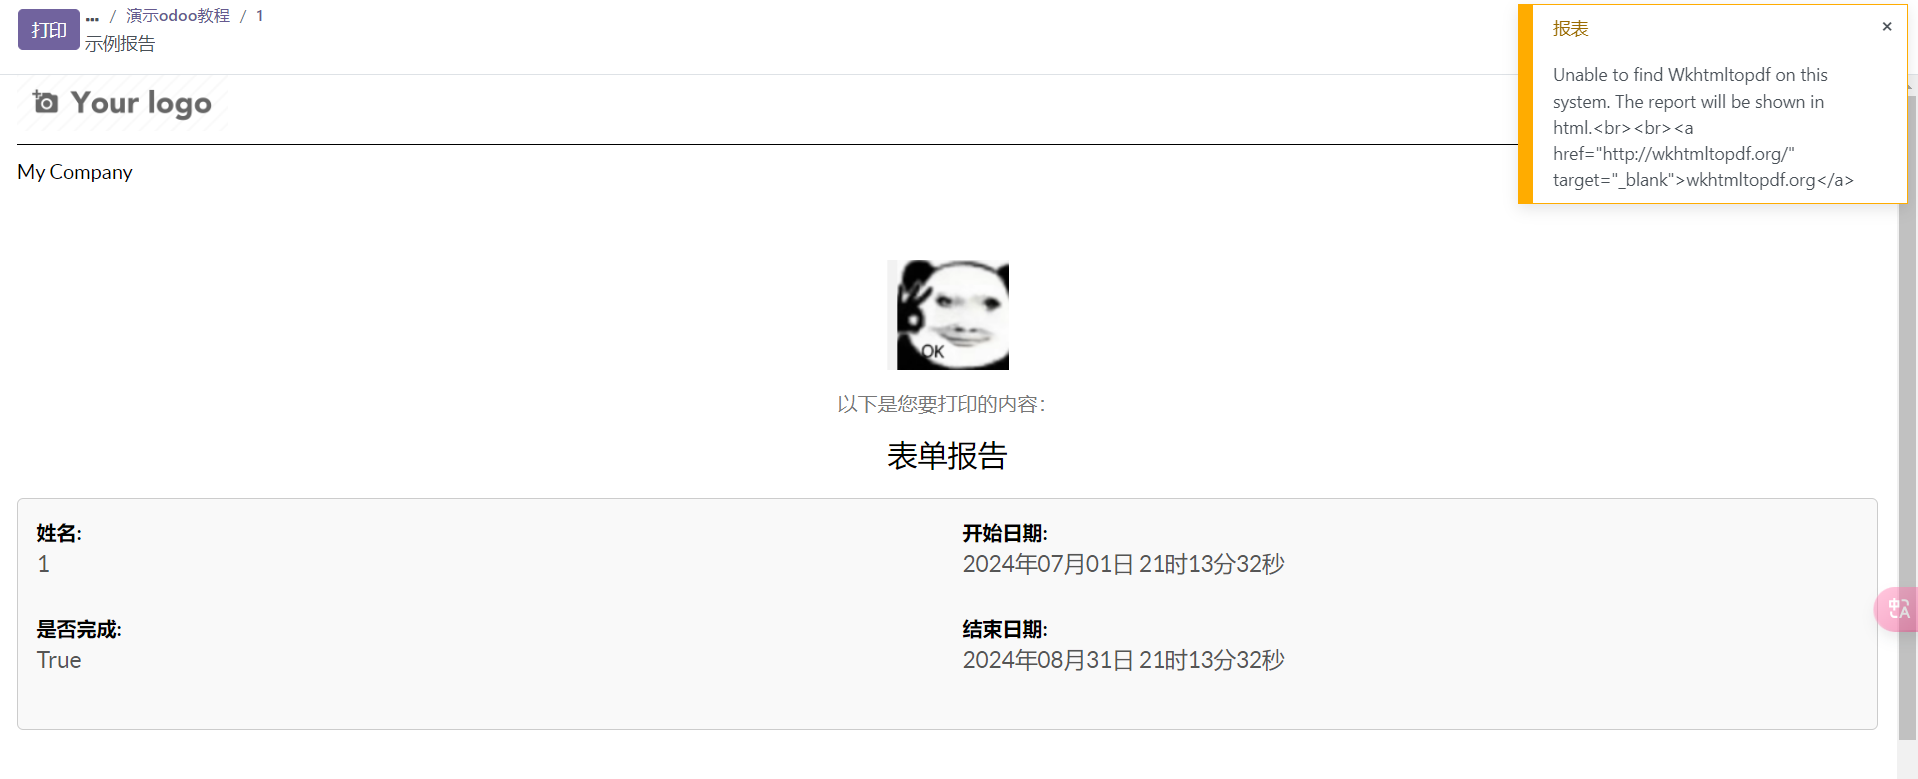 打印
... / 演示odoo教程 / 1
示例报告
报表
×
Unable to find Wkhtmltopdf on this
system. The report will be shown in
html.<br><br><a
href="http://wkhtmltopdf.org/"
target="_blank">wkhtmltopdf.org</a>
Your logo
My Company
OK
以下是您要打印的内容：
表单报告
姓名:
1
开始日期:
2024年07月01日 21时13分32秒
是否完成:
True
结束日期:
2024年08月31日 21时13分32秒
中A